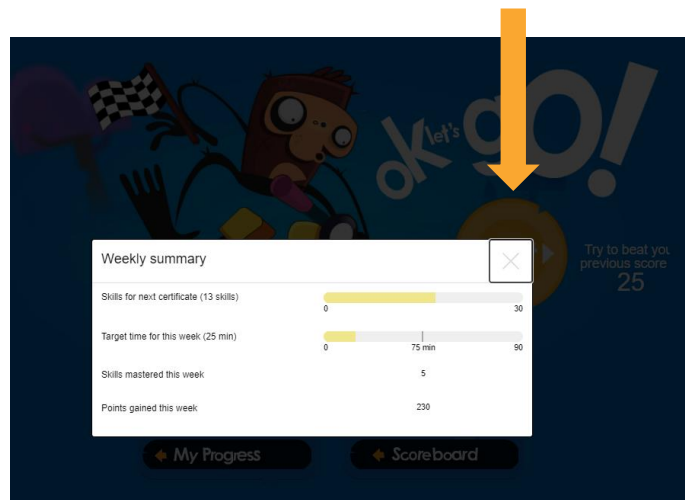 ok let's go!
Try to beat you
previous score
25
Weekly summary
Skills for next certificate (13 skills)
0 30
Target time for this week (25 min)
0 75 min 90
Skills mastered this week 5
Points gained this week 230
My Progress
Scoreboard